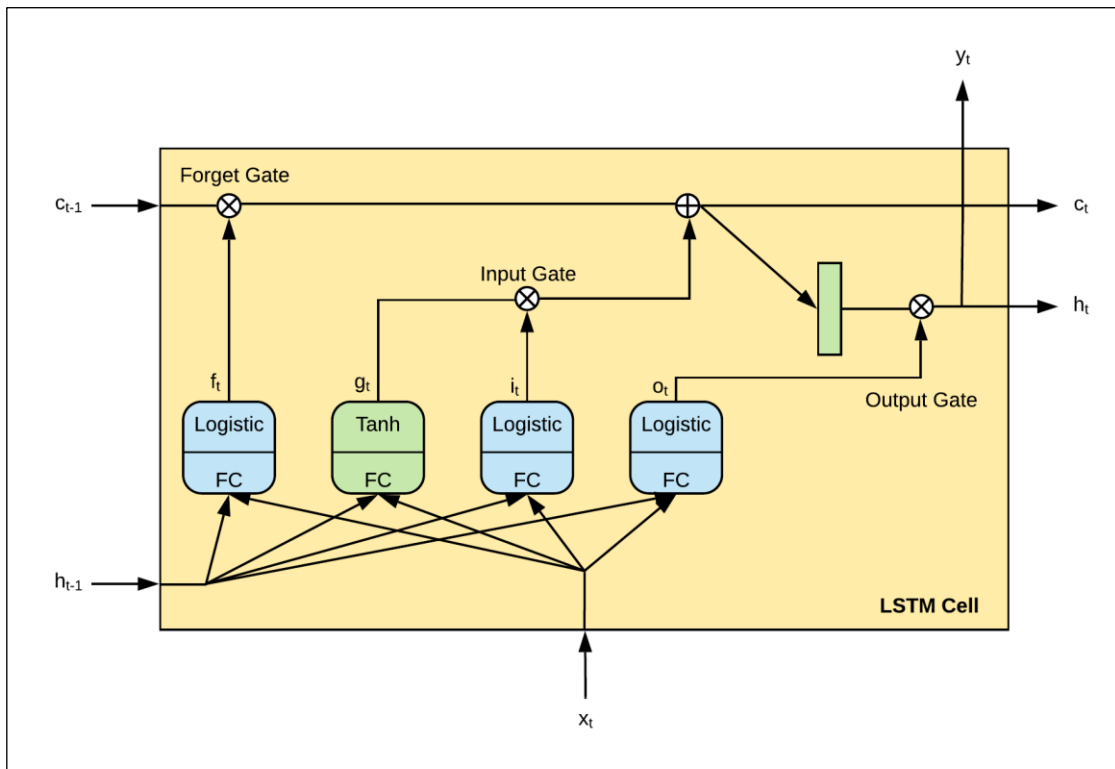 yt
Forget Gate
ct-1
ct
Input Gate
ht
ft
gt
it
ot
Output Gate
Logistic
Tanh
Logistic
Logistic
FC
FC
FC
FC
ht-1
LSTM Cell
xt